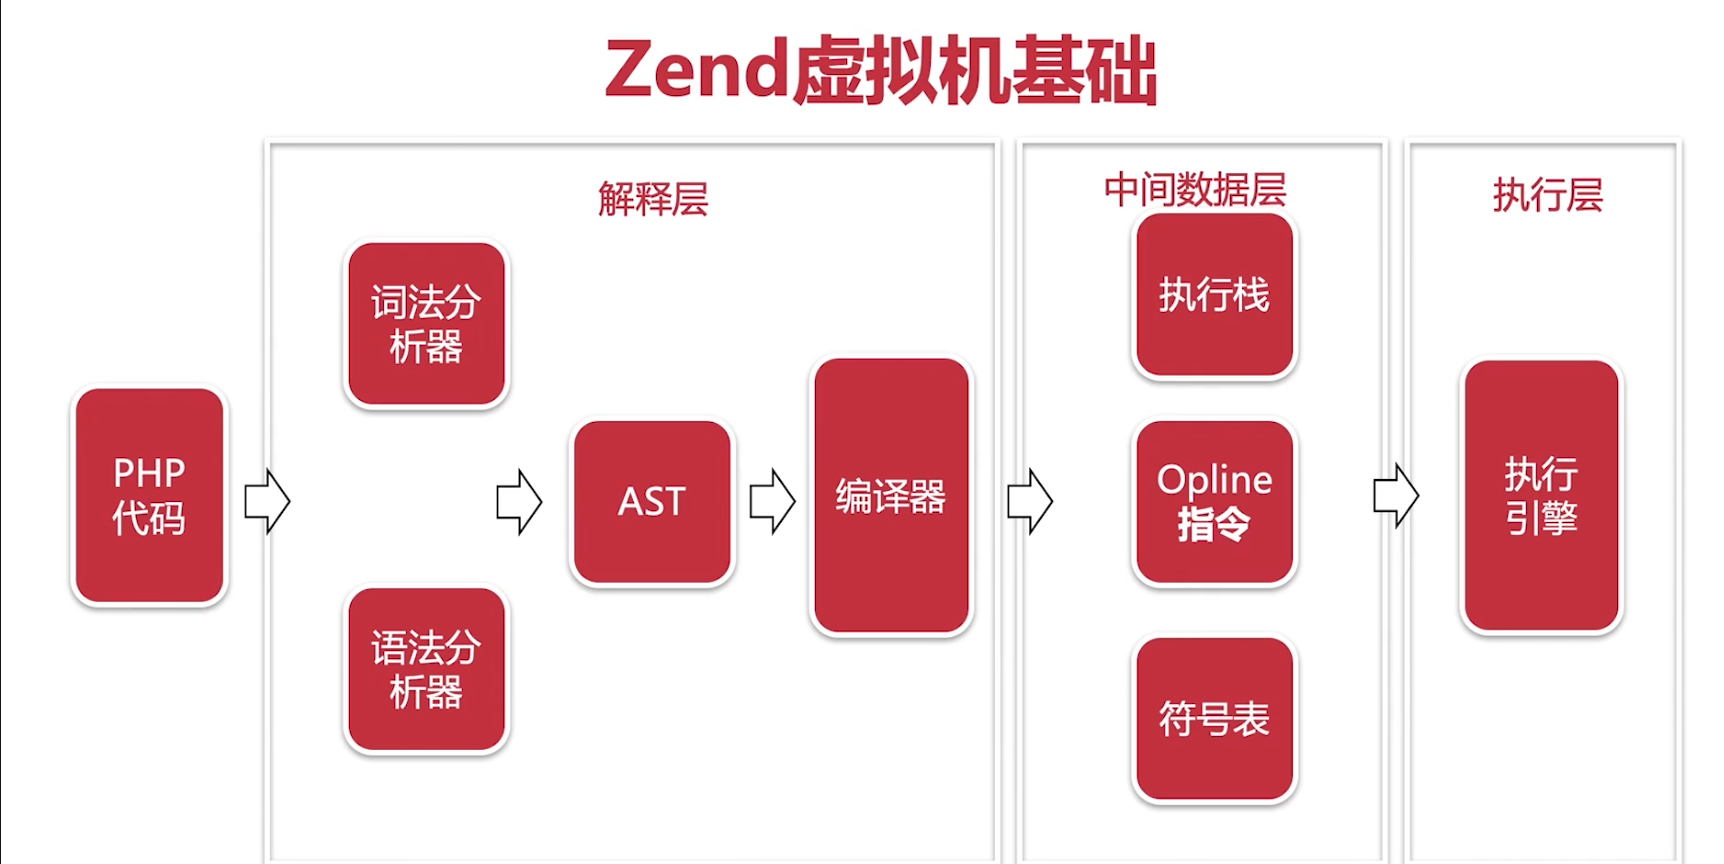 Zend虚拟机基础
解释层
中间数据层
执行层
PHP
代码
词法分
析器
语法分
析器
AST
编译器
执行栈
Opline
指令
符号表
执行
引擎